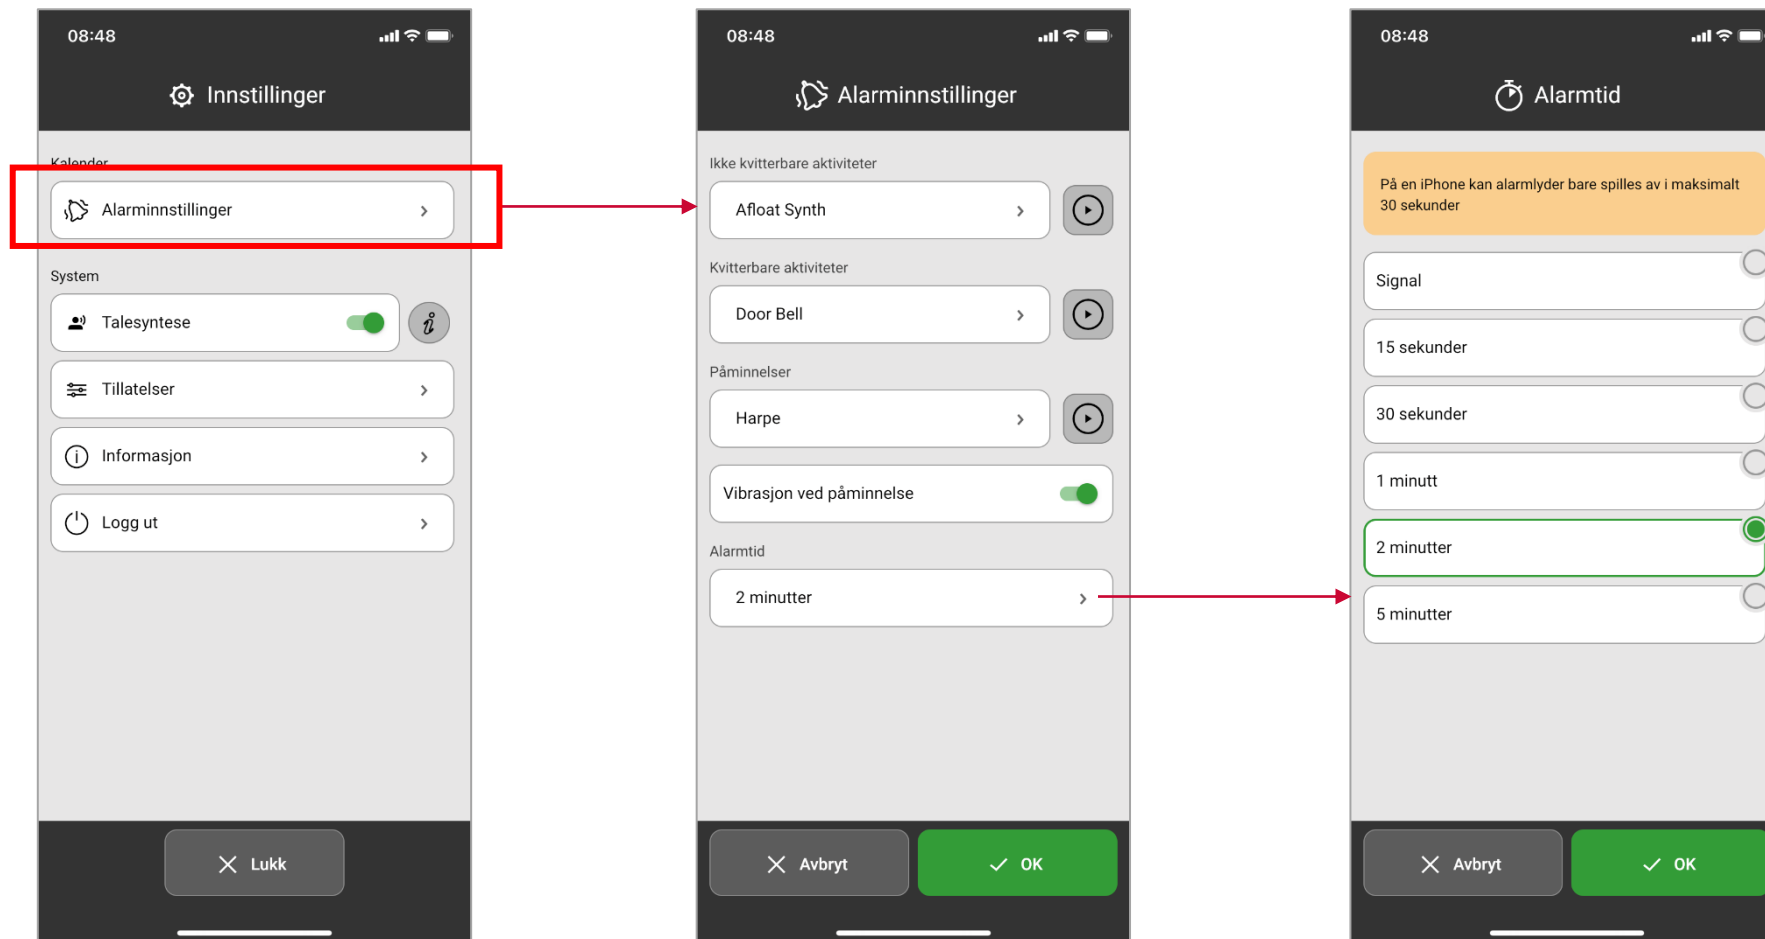 08:48
Innstillinger
Kalender
Alarminnstillinger
System
Talesyntese
i
Tillatelser
Informasjon
Logg ut
Lukk
08:48
Alarminnstillinger
Ikke kvitterbare aktiviteter
Afloat Synth
Kvitterbare aktiviteter
Door Bell
Påminnelser
Harpe
Vibrasjon ved påminnelse
Alarmtid
2 minutter
Avbryt
OK
08:48
Alarmtid
På en iPhone kan alarmlyder bare spilles av i maksimalt
30 sekunder
Signal
15 sekunder
30 sekunder
1 minutt
2 minutter
5 minutter
Avbryt
OK